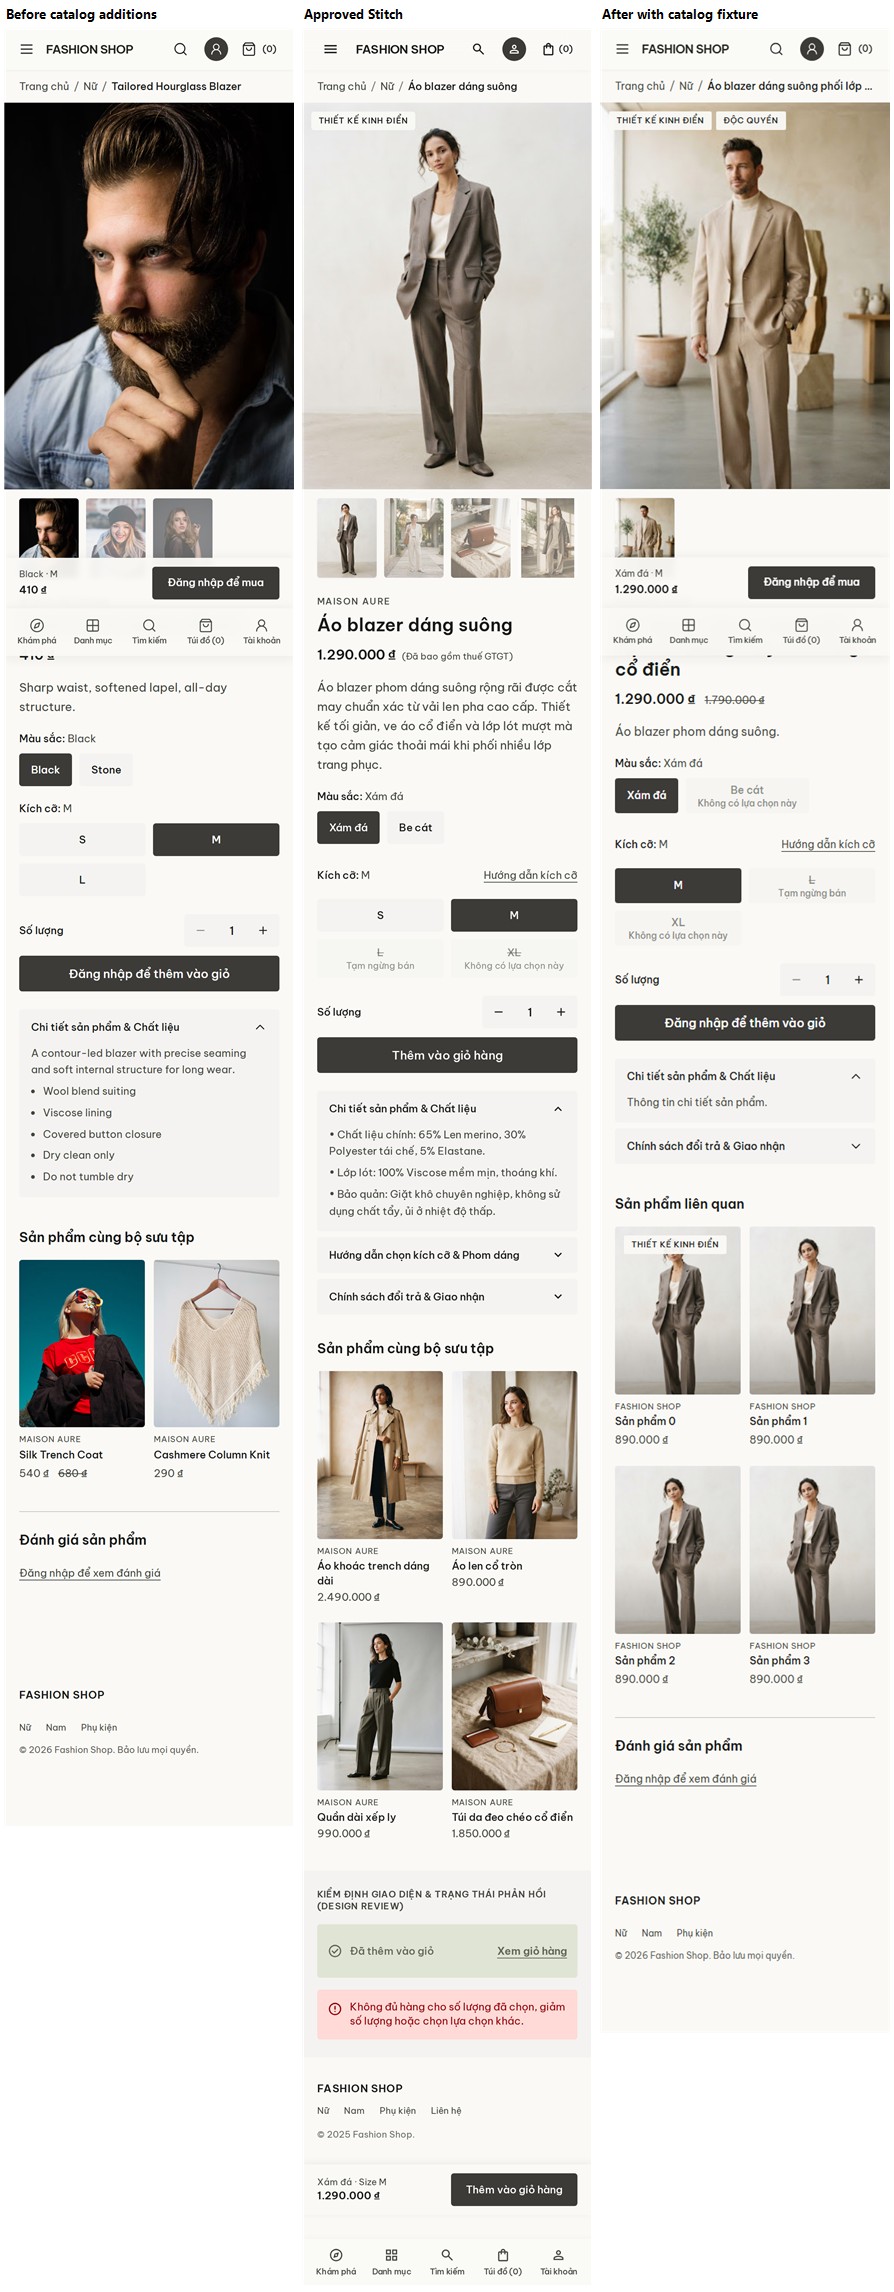 Before catalog additions
FASHION SHOP
(0)
Trang chủ / Nữ / Tailored Hourglass Blazer
Black · M
410 ₫
Đăng nhập để mua
Khám phá
Danh mục
Tìm kiếm
Túi đồ (0)
Tài khoản
410 ₫
Sharp waist, softened lapel, all-day
structure.
Màu sắc: Black
Black
Stone
Kích cỡ: M
S
M
L
Số lượng
− 1 +
Đăng nhập để thêm vào giỏ
Chi tiết sản phẩm & Chất liệu
A contour-led blazer with precise seaming
and soft internal structure for long wear.
• Wool blend suiting
• Viscose lining
• Covered button closure
• Dry clean only
• Do not tumble dry
Sản phẩm cùng bộ sưu tập
MAISON AURE
Silk Trench Coat
540 ₫ 680 ₫
MAISON AURE
Cashmere Column Knit
290 ₫
Đánh giá sản phẩm
Đăng nhập để xem đánh giá
FASHION SHOP
Nữ Nam Phụ kiện
© 2026 Fashion Shop. Bảo lưu mọi quyền.
Approved Stitch
FASHION SHOP
(0)
Trang chủ / Nữ / Áo blazer dáng suông
THIẾT KẾ KINH ĐIỂN
MAISON AURE
Áo blazer dáng suông
1.290.000 ₫ (Đã bao gồm thuế GTGT)
Áo blazer phom dáng suông rộng rãi được cắt
may chuẩn xác từ vải len pha cao cấp. Thiết
kế tối giản, ve áo cổ điển và lớp lót mượt mà
tạo cảm giác thoải mái khi phối nhiều lớp
trang phục.
Màu sắc: Xám đá
Xám đá
Be cát
Kích cỡ: M
Hướng dẫn kích cỡ
S
M
L
Tạm ngừng bán
XL
Không có lựa chọn này
Số lượng
− 1 +
Thêm vào giỏ hàng
Chi tiết sản phẩm & Chất liệu
• Chất liệu chính: 65% Len merino, 30%
Polyester tái chế, 5% Elastane.
• Lớp lót: 100% Viscose mềm mịn, thoáng khí.
• Bảo quản: Giặt khô chuyên nghiệp, không sử
dụng chất tẩy, ủi ở nhiệt độ thấp.
Hướng dẫn chọn kích cỡ & Phom dáng
Chính sách đổi trả & Giao nhận
Sản phẩm cùng bộ sưu tập
MAISON AURE
Áo khoác trench dáng
dài
2.490.000 ₫
MAISON AURE
Áo len cổ tròn
890.000 ₫
MAISON AURE
Quần dài xếp ly
990.000 ₫
MAISON AURE
Túi da đeo chéo cổ điển
1.850.000 ₫
KIỂM ĐỊNH GIAO DIỆN & TRẠNG THÁI PHẢN HỒI
(DESIGN REVIEW)
Đã thêm vào giỏ
Xem giỏ hàng
Không đủ hàng cho số lượng đã chọn, giảm
số lượng hoặc chọn lựa chọn khác.
FASHION SHOP
Nữ Nam Phụ kiện Liên hệ
© 2025 Fashion Shop.
Xám đá · Size M
1.290.000 ₫
Thêm vào giỏ hàng
Khám phá
Danh mục
Tìm kiếm
Túi đồ (0)
Tài khoản
After with catalog fixture
FASHION SHOP
(0)
Trang chủ / Nữ / Áo blazer dáng suông phối lớp ...
THIẾT KẾ KINH ĐIỂN
ĐỘC QUYỀN
Xám đá · M
1.290.000 ₫
Đăng nhập để mua
Khám phá
Danh mục
Tìm kiếm
Túi đồ (0)
Tài khoản
cổ điển
1.290.000 ₫ 1.790.000 ₫
Áo blazer phom dáng suông.
Màu sắc: Xám đá
Xám đá
Be cát
Không có lựa chọn này
Kích cỡ: M
Hướng dẫn kích cỡ
M
L
Tạm ngừng bán
XL
Không có lựa chọn này
Số lượng
− 1 +
Đăng nhập để thêm vào giỏ
Chi tiết sản phẩm & Chất liệu
Thông tin chi tiết sản phẩm.
Chính sách đổi trả & Giao nhận
Sản phẩm liên quan
THIẾT KẾ KINH ĐIỂN
FASHION SHOP
Sản phẩm 0
890.000 ₫
FASHION SHOP
Sản phẩm 1
890.000 ₫
FASHION SHOP
Sản phẩm 2
890.000 ₫
FASHION SHOP
Sản phẩm 3
890.000 ₫
Đánh giá sản phẩm
Đăng nhập để xem đánh giá
FASHION SHOP
Nữ Nam Phụ kiện
© 2026 Fashion Shop. Bảo lưu mọi quyền.